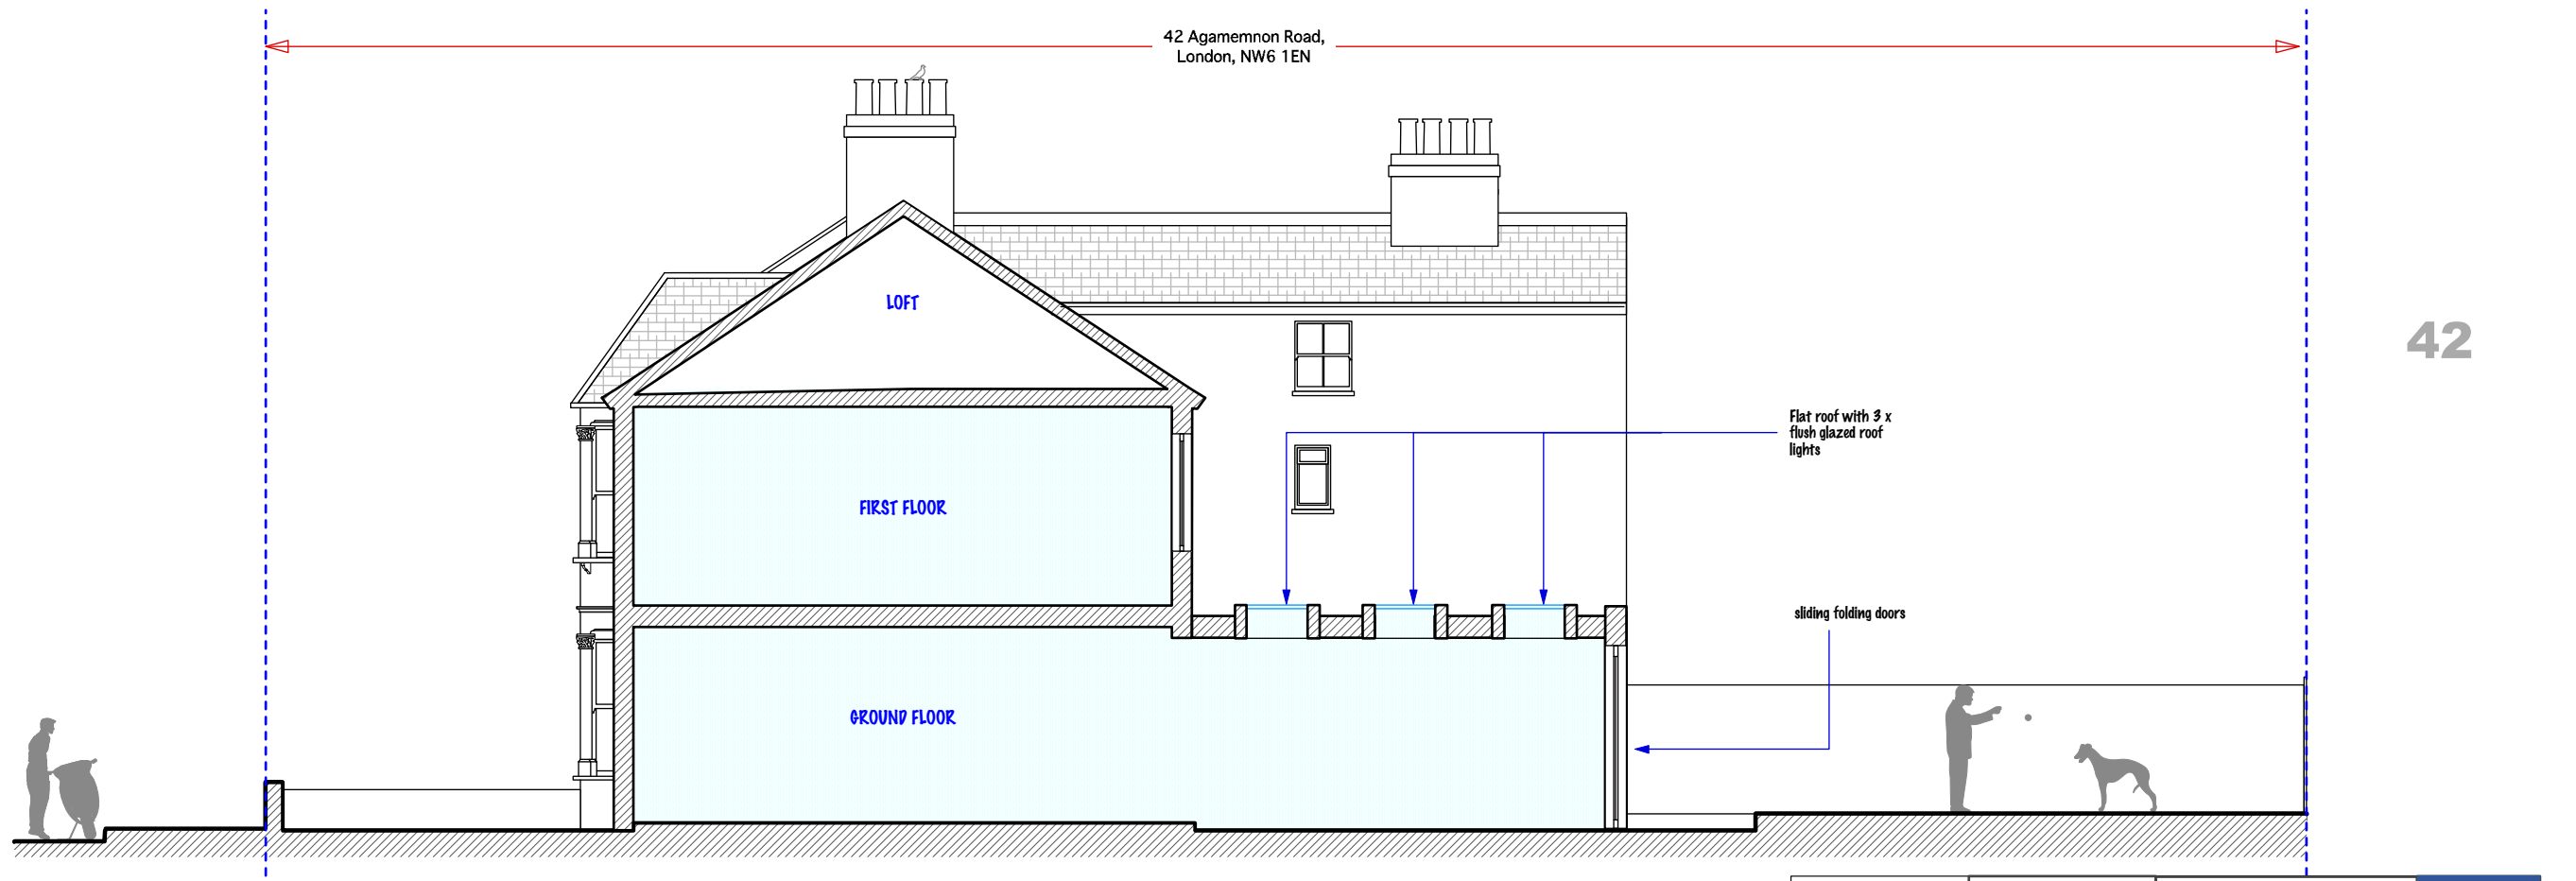 42 Agamemnon Road,
London, NW6 1EN
LOFT
42
Flat roof with 3 x
flush glazed roof
lights
FIRST FLOOR
sliding folding doors
GROUND FLOOR